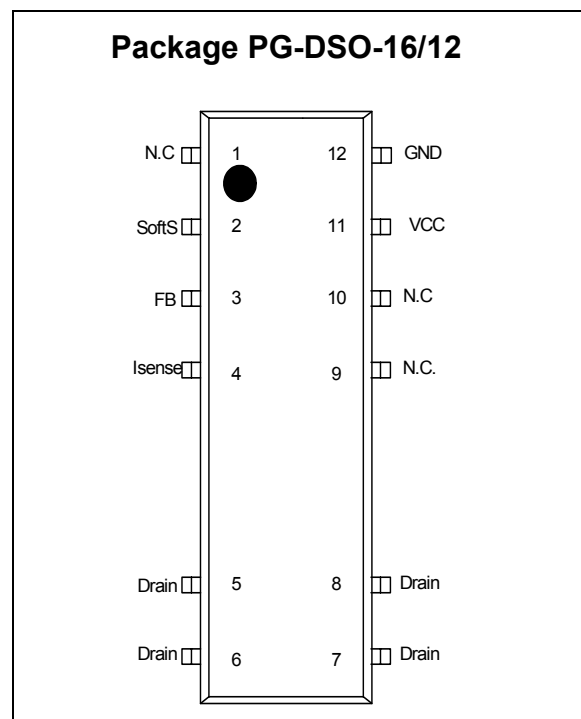 Package PG-DSO-16/12
N.C 1 12 GND
SoftS 2 11 VCC
FB 3 10 N.C
Isense 4 9 N.C.
Drain 5 8 Drain
Drain 6 7 Drain